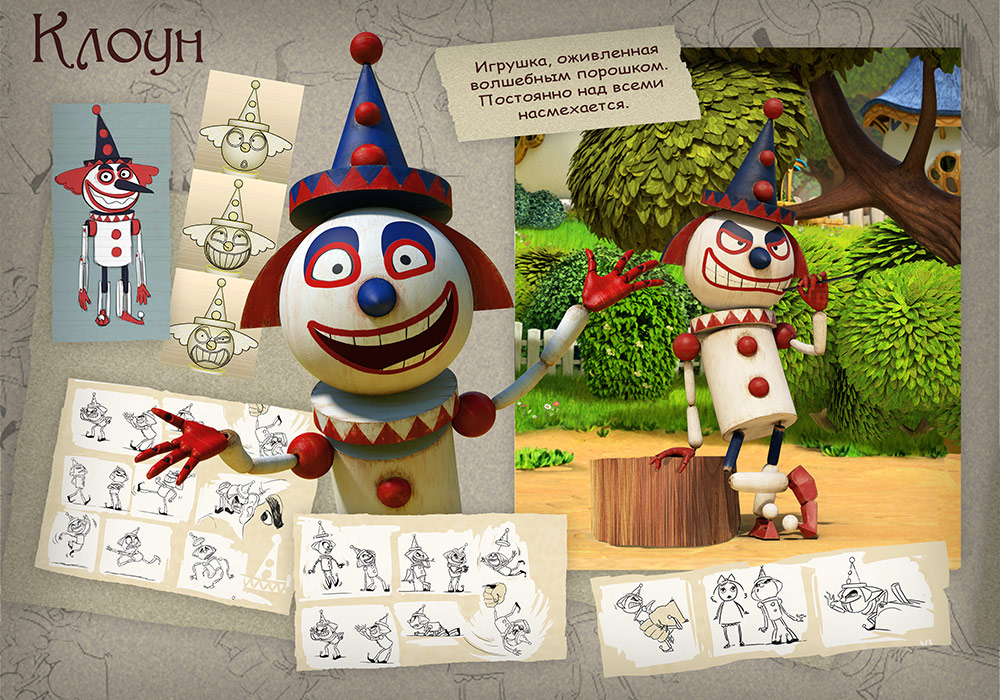 Клоун
Игрушка, оживленная
волшебным порошком.
Постоянно над всеми
насмехается.